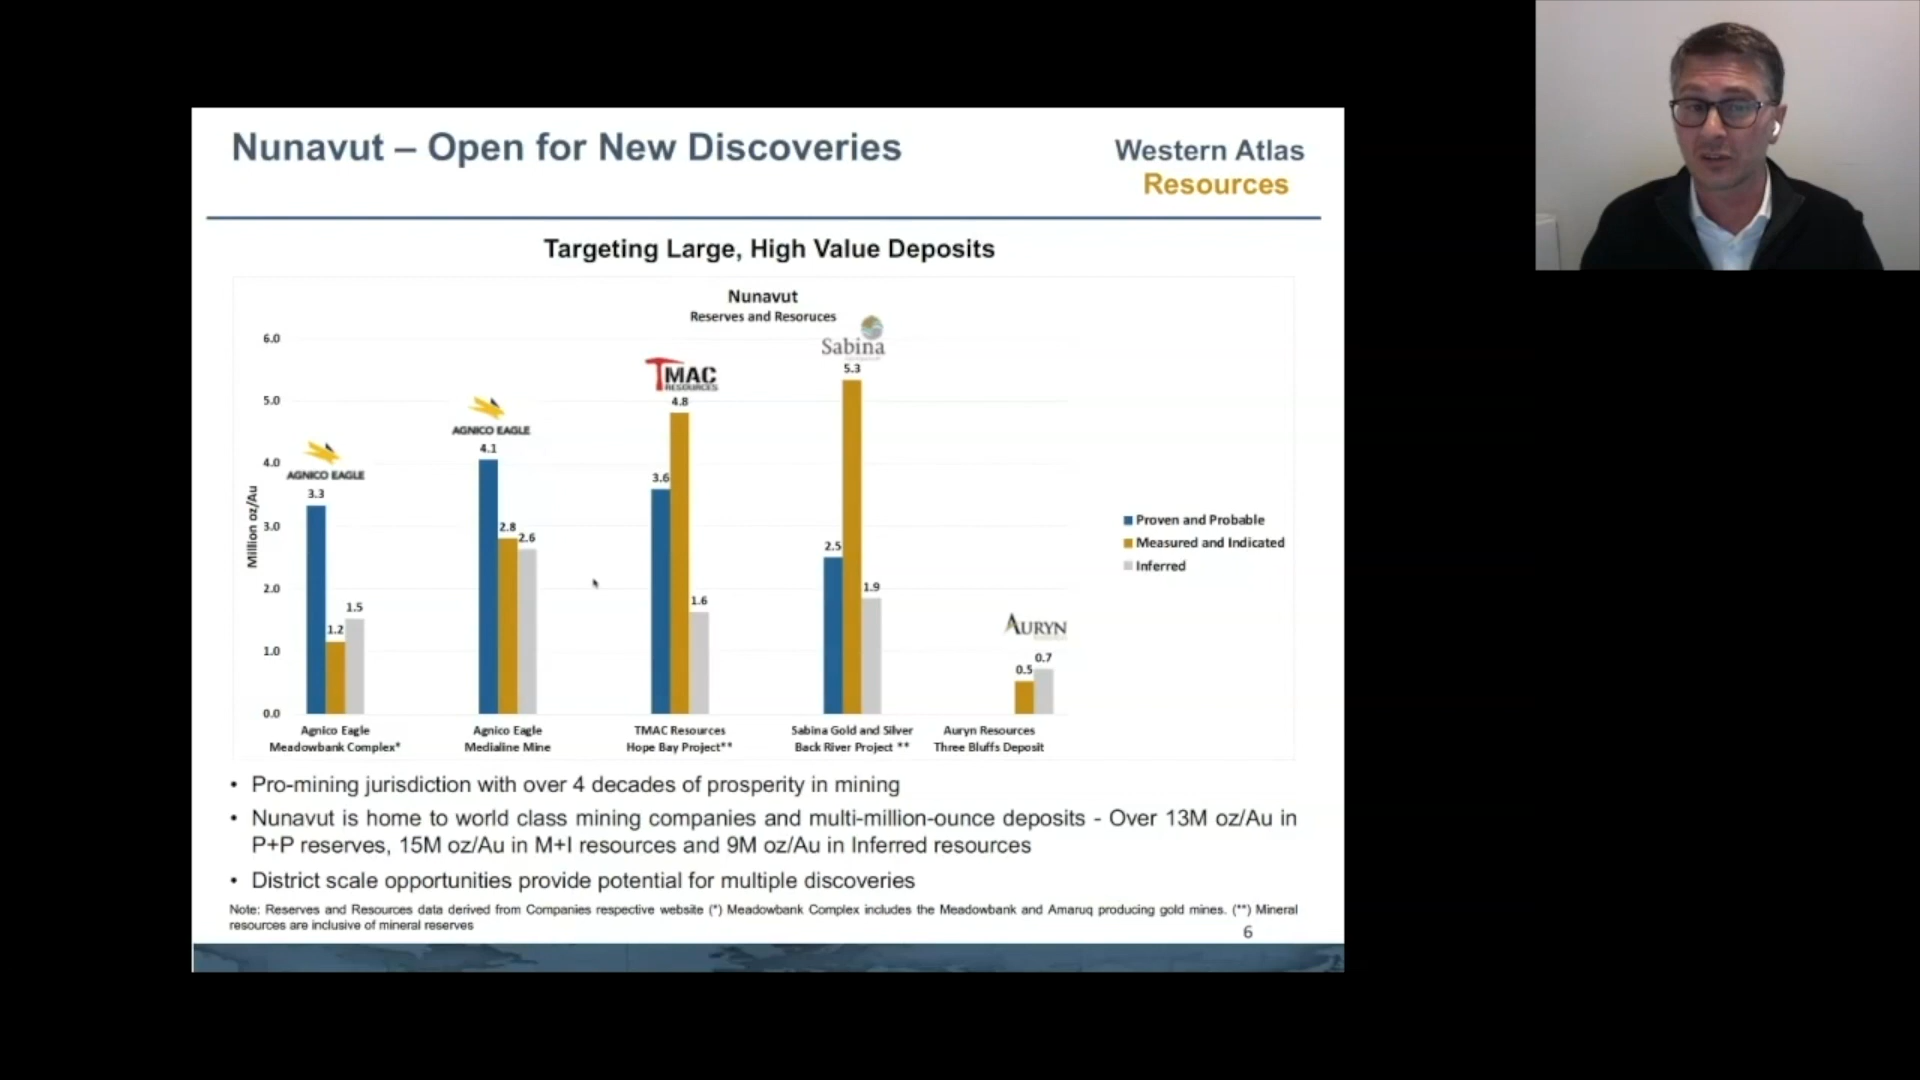 Nunavut – Open for New Discoveries
Western Atlas
Resources
Targeting Large, High Value Deposits
Nunavut
Reserves and Resoruces
6.0
5.0
4.0
3.0
2.0
1.0
0.0
Million oz/Au
AGNICO EAGLE
3.3
1.2
1.5
AGNICO EAGLE
4.1
2.8
2.6
TMAC
RESOURCES
3.6
4.8
1.6
Sabina
2.5
5.3
1.9
AURYN
0.5
0.7
Proven and Probable
Measured and Indicated
Inferred
Agnico Eagle
Meadowbank Complex*
Agnico Eagle
Medialine Mine
TMAC Resources
Hope Bay Project**
Sabina Gold and Silver
Back River Project **
Auryn Resources
Three Bluffs Deposit
• Pro-mining jurisdiction with over 4 decades of prosperity in mining
• Nunavut is home to world class mining companies and multi-million-ounce deposits - Over 13M oz/Au in
P+P reserves, 15M oz/Au in M+I resources and 9M oz/Au in Inferred resources
• District scale opportunities provide potential for multiple discoveries
Note: Reserves and Resources data derived from Companies respective website (*) Meadowbank Complex includes the Meadowbank and Amaruq producing gold mines. (**) Mineral
resources are inclusive of mineral reserves
6